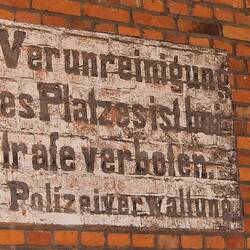 Verunreinigung
es Platzes ist bei
trafe verboten.
Polizeiverwaltung